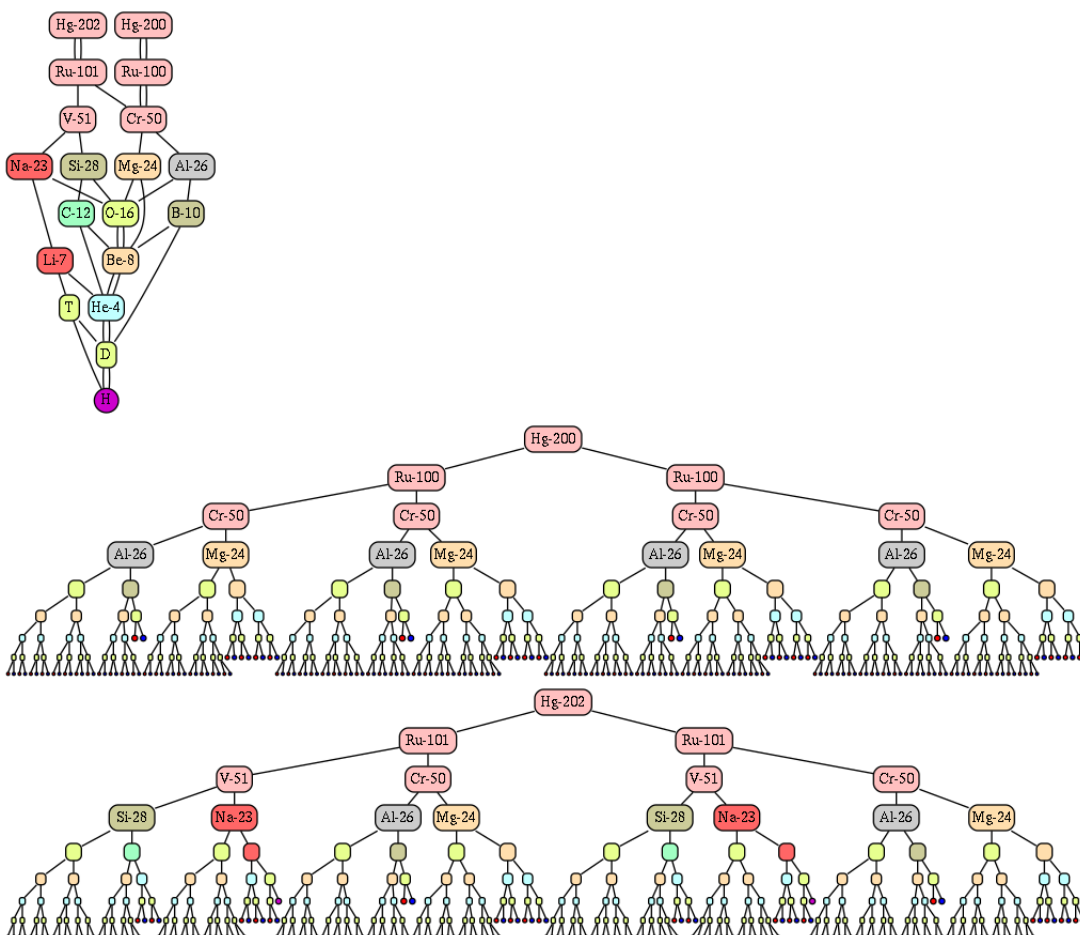 Hg-202 Hg-200
Ru-101 Ru-100
V-51 Cr-50
Na-23 Si-28 Mg-24 Al-26
C-12 O-16 B-10
Li-7 Be-8
T He-4
D
H
Hg-200
Ru-100 Ru-100
Cr-50 Cr-50 Cr-50 Cr-50
Al-26 Mg-24 Al-26 Mg-24 Al-26 Mg-24 Al-26 Mg-24
Hg-202
Ru-101 Ru-101
V-51 Cr-50 V-51 Cr-50
Si-28 Na-23 Al-26 Mg-24 Si-28 Na-23 Al-26 Mg-24